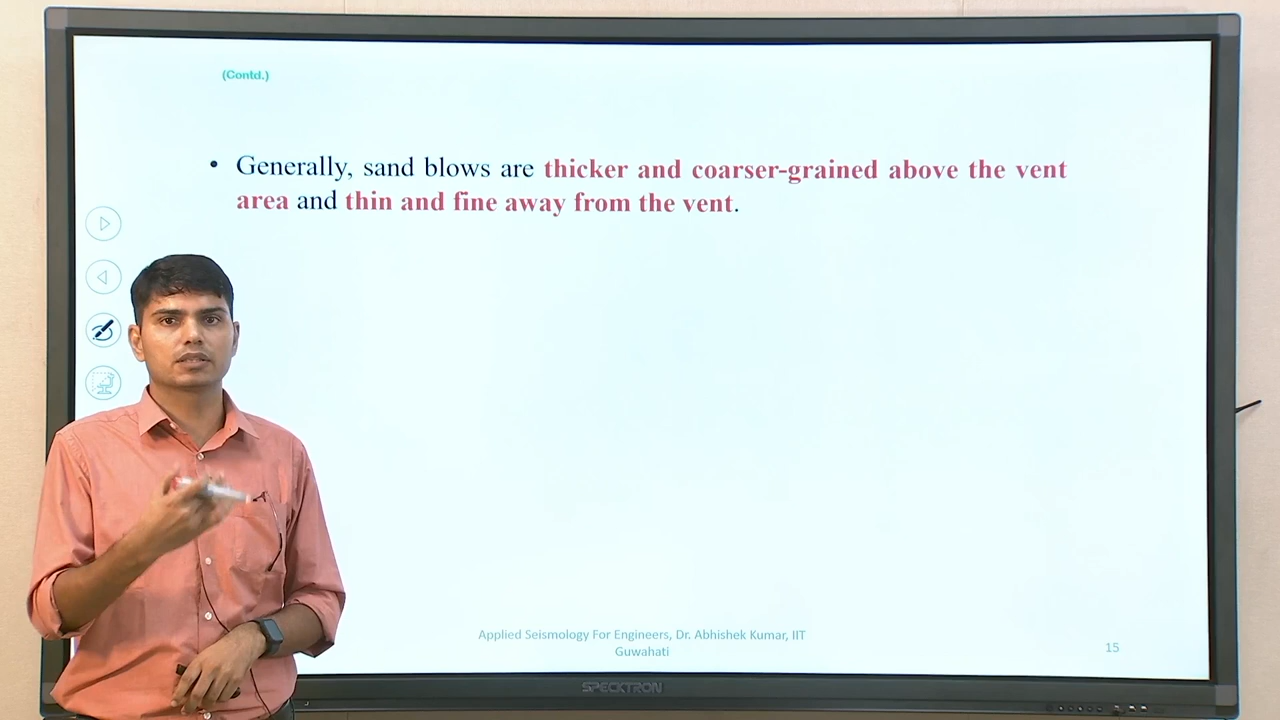 (Contd.)
• Generally, sand blows are thicker and coarser-grained above the vent
area and thin and fine away from the vent.
Applied Seismology For Engineers, Dr. Abhishek Kumar, IIT
Guwahati
15
SPECKTRON